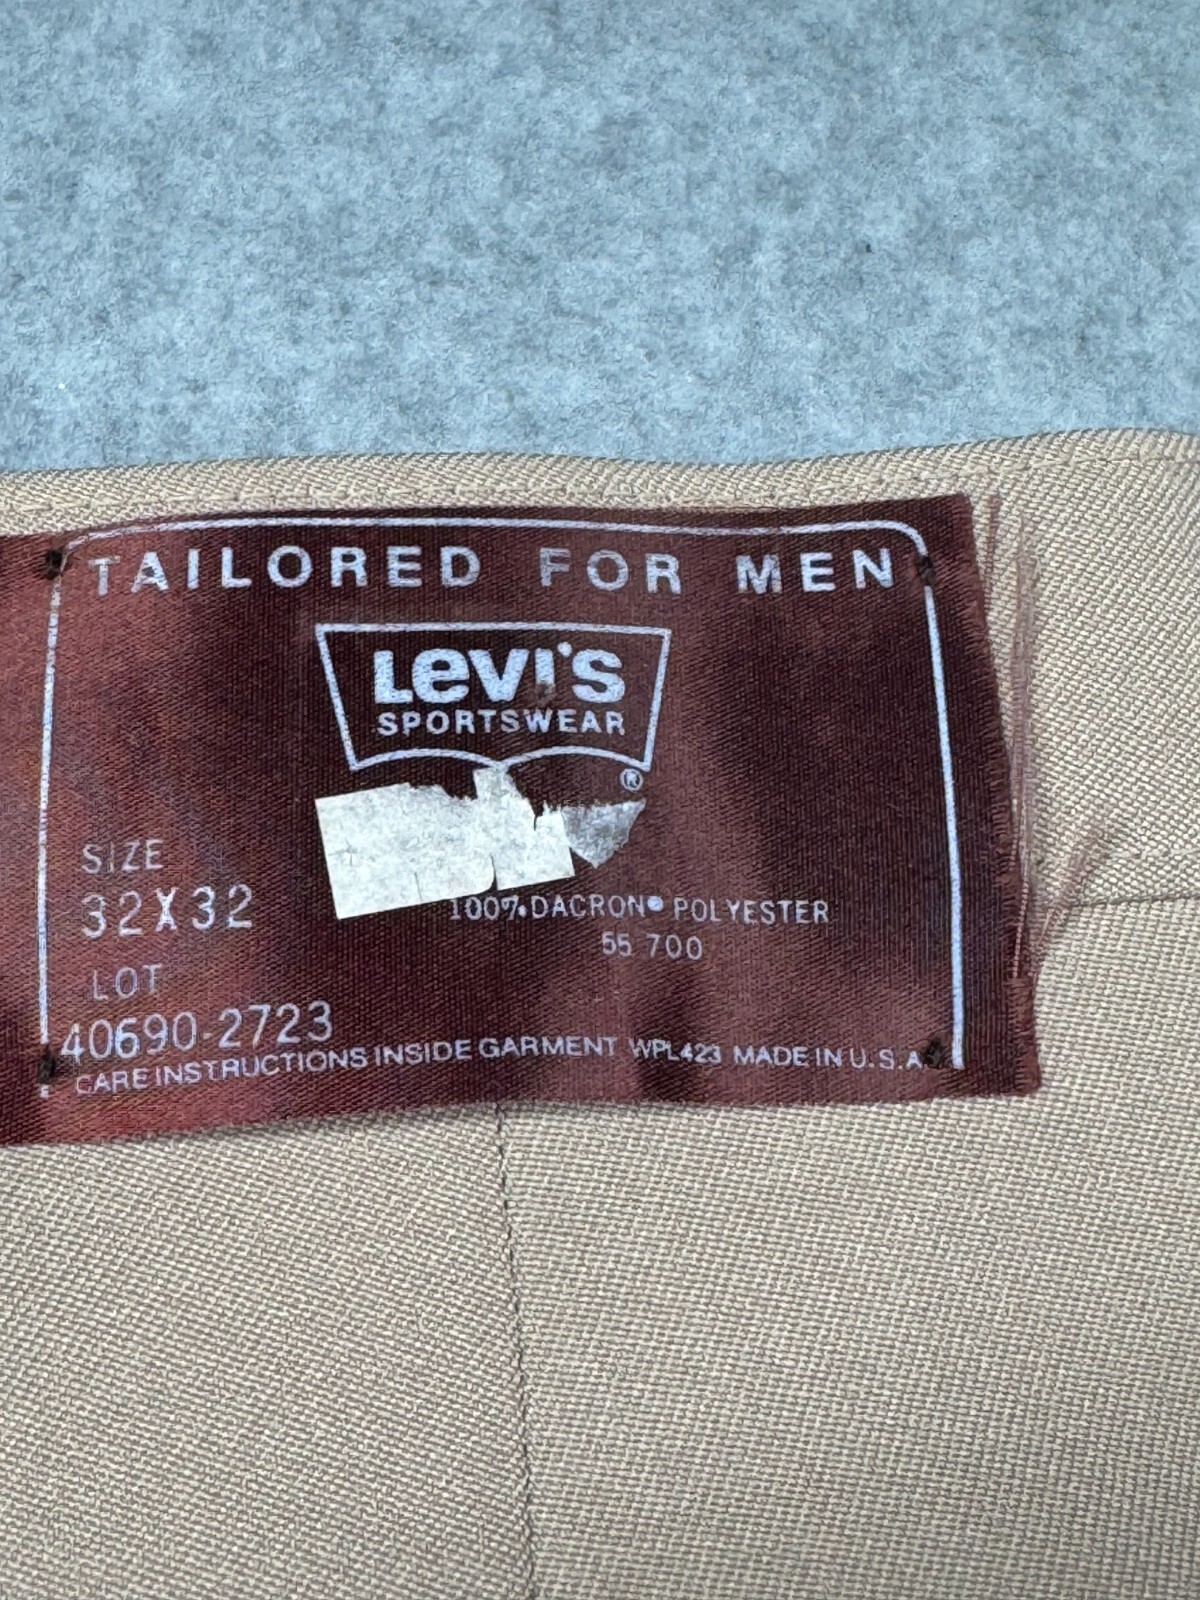 TAILORED FOR MEN
Levi's
SPORTSWEAR
®
SIZE
32X32
100% DACRON® POLYESTER
55 700
LOT
40690-2723
CARE INSTRUCTIONS INSIDE GARMENT WPL423 MADE IN U.S.A.